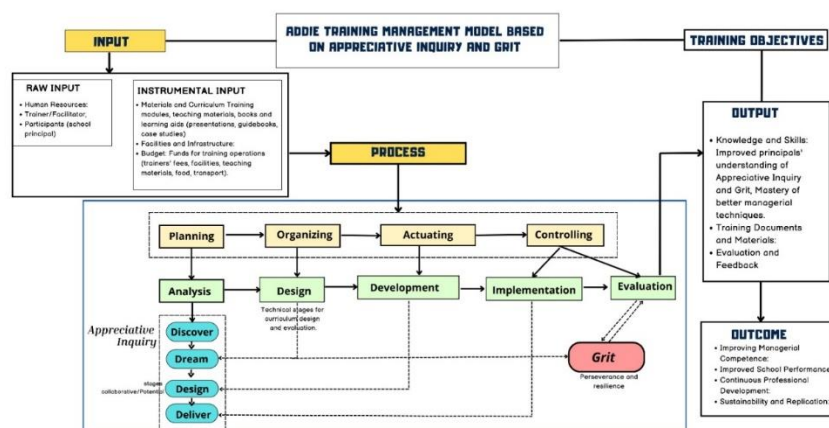 ADDIE TRAINING MANAGEMENT MODEL BASED
ON APPRECIATIVE INQUIRY AND GRIT
INPUT
TRAINING OBJECTIVES
RAW INPUT
• Human Resources:
• Trainer/Facilitator;
• Participants (school
principal)
INSTRUMENTAL INPUT
• Materials and Curriculum Training
modules, teaching materials, books and
learning aids (presentations, guidebooks,
case studies)
• Facilities and Infrastructure:
• Budget: Funds for training operations
(trainers' fees, facilities, teaching
materials, food, transport).
PROCESS
OUTPUT
• Knowledge and Skills:
Improved principals'
understanding of
Appreciative Inquiry
and Grit, Mastery of
better managerial
techniques.
• Training Documents
and Materials:
• Evaluation and
Feedback
Planning
Organizing
Actuating
Controlling
Analysis
Design
Development
Implementation
Evaluation
Technical stages for
curriculum design
and evaluation.
Appreciative
Inquiry
Discover
Dream
stages
collaborative/Potential
Design
Deliver
Grit
Perseverance and
resilience
OUTCOME
• Improving Managerial
Competence:
• Improved School Performance
• Continuous Professional
Development:
• Sustainability and Replication: